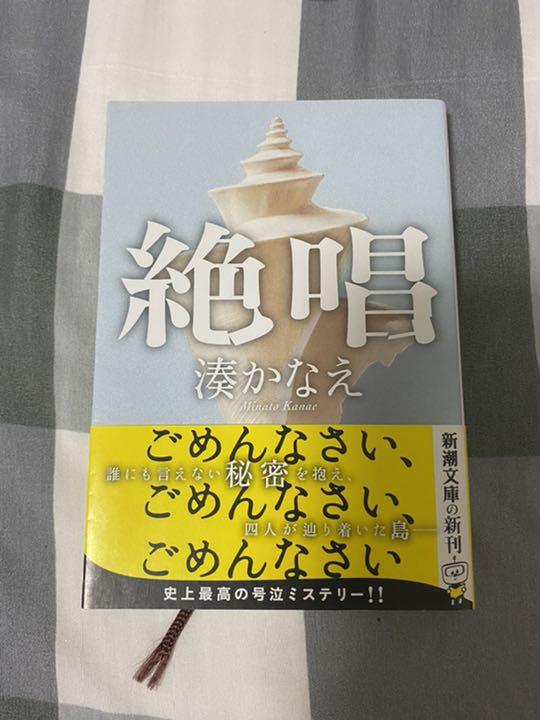 絶唱
湊かなえ
Minato Kanae
ごめんなさい、
誰にも言えない秘密を抱え、
ごめんなさい、
四人が辿り着いた島――
ごめんなさい
史上最高の号泣ミステリー!!
新潮文庫の新刊